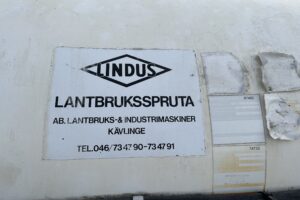 LINDUS
LANTBRUKSSPRUTA
AB. LANTBRUKS-& INDUSTRIMASKINER
KÄVLINGE
TEL.046/73 47 90-73 47 91